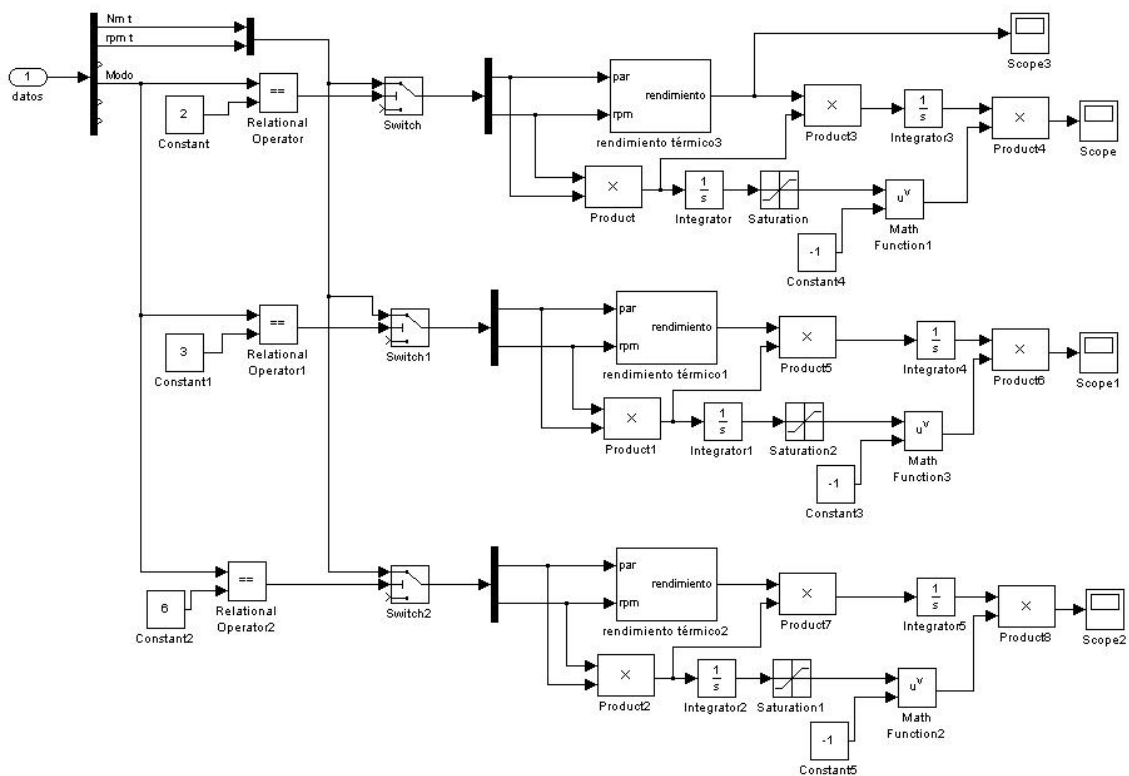 Nm t
rpm t
Modo
1
datos
2
Constant
==
Relational
Operator
Switch
par
rpm
rendimiento
rendimiento térmico3
×
Product3
1
s
Integrator3
×
Product4
Scope3
Scope
×
Product
1
s
Integrator
Saturation
-1
Constant4
u^v
Math
Function1
3
Constant1
==
Relational
Operator1
Switch1
par
rpm
rendimiento
rendimiento térmico1
×
Product5
1
s
Integrator4
×
Product6
Scope1
×
Product1
1
s
Integrator1
Saturation2
-1
Constant3
u^v
Math
Function3
6
Constant2
==
Relational
Operator2
Switch2
par
rpm
rendimiento
rendimiento térmico2
×
Product7
1
s
Integrator5
×
Product8
Scope2
×
Product2
1
s
Integrator2
Saturation1
-1
Constant5
u^v
Math
Function2